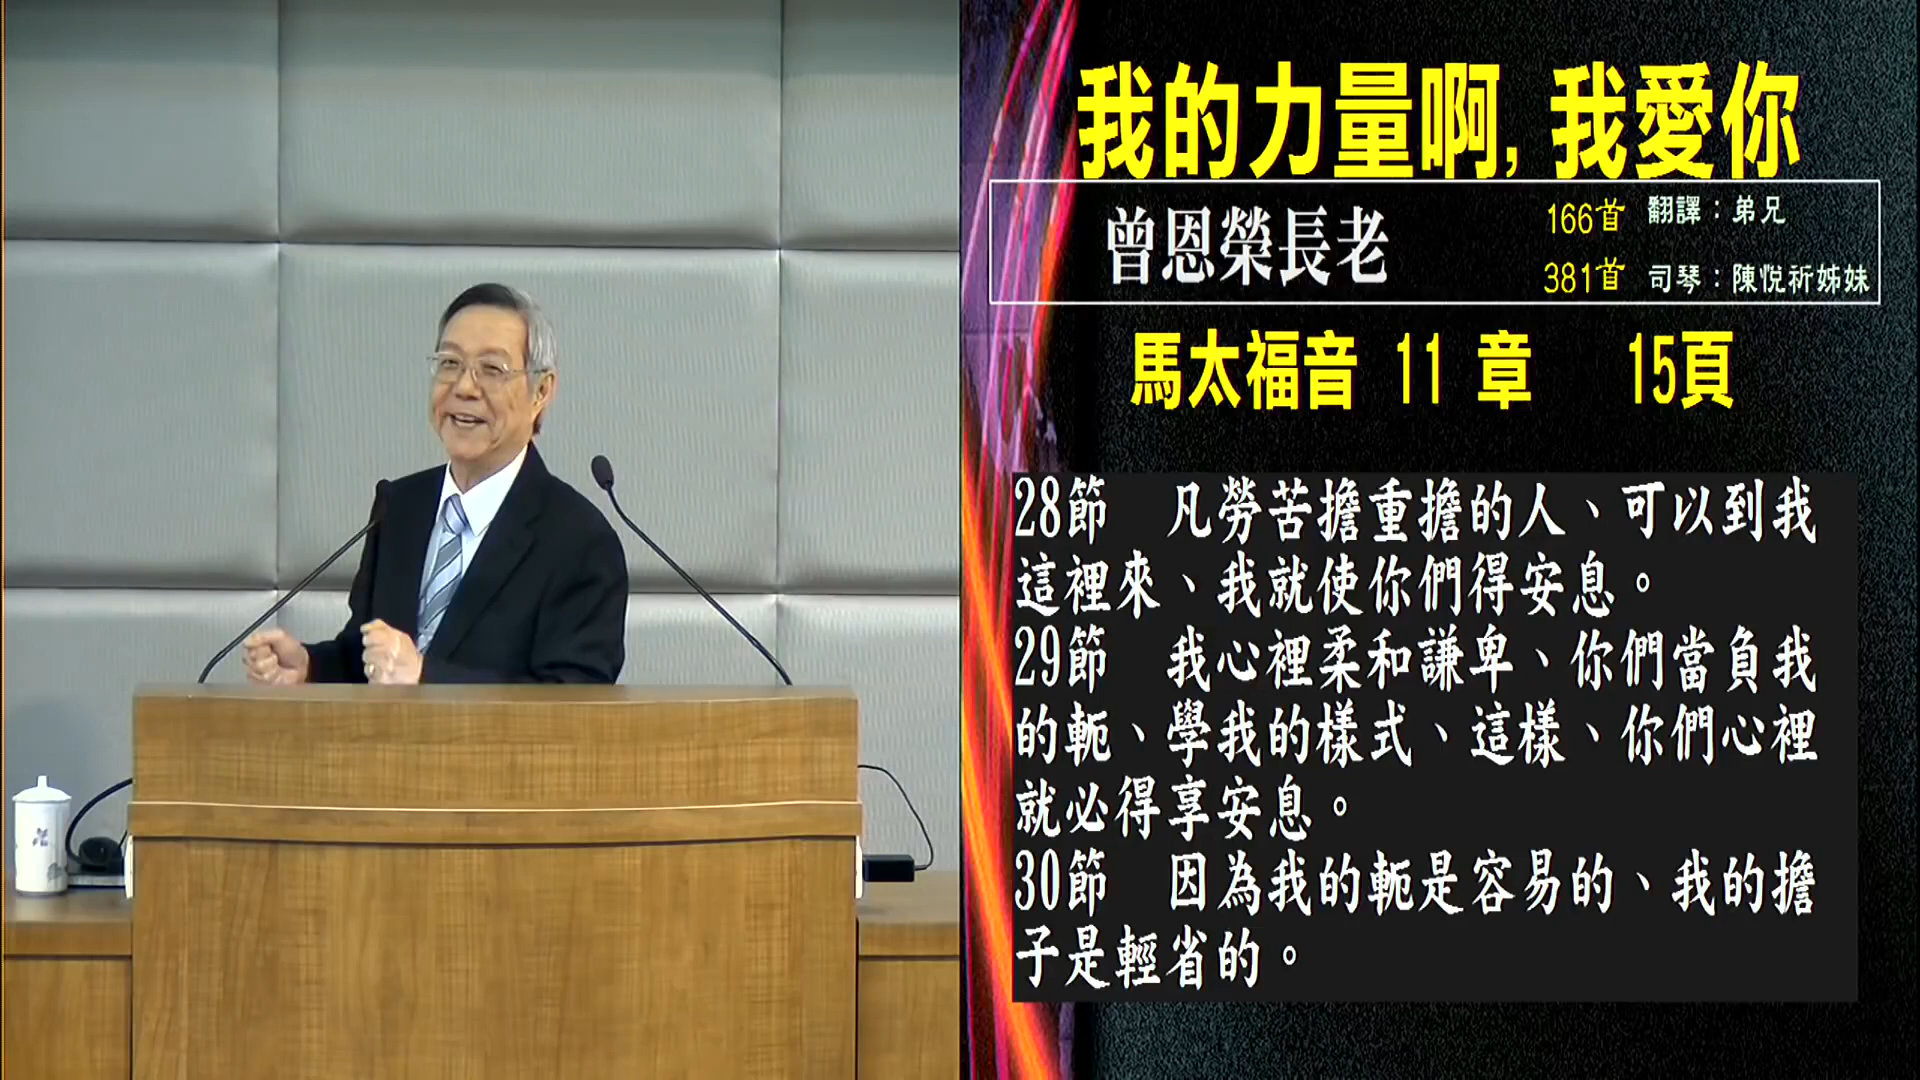 我的力量啊, 我愛你
曾恩榮長老
166首 翻譯：弟兄
381首 司琴：陳悅祈姊妹
馬太福音 11 章 15頁
28節 凡勞苦擔重擔的人、可以到我
這裡來、我就使你們得安息。
29節 我心裡柔和謙卑、你們當負我
的軛、學我的樣式、這樣、你們心裡
就必得享安息。
30節 因為我的軛是容易的、我的擔
子是輕省的。